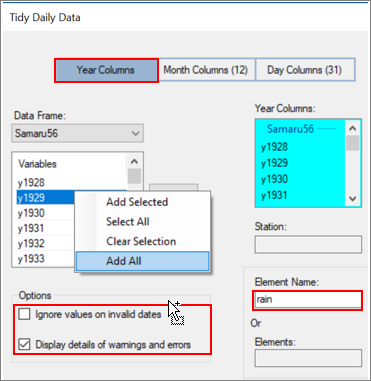 Tidy Daily Data
Year Columns
Month Columns (12)
Day Columns (31)
Data Frame:
Samaru56
Variables
y1928
y1929
y1930
y1931
y1932
y1933
Add Selected
Select All
Clear Selection
Add All
Year Columns:
Samaru56
y1928
y1929
y1930
y1931
Station:
Element Name:
rain
Or
Elements:
Options
Ignore values on invalid dates
Display details of warnings and errors